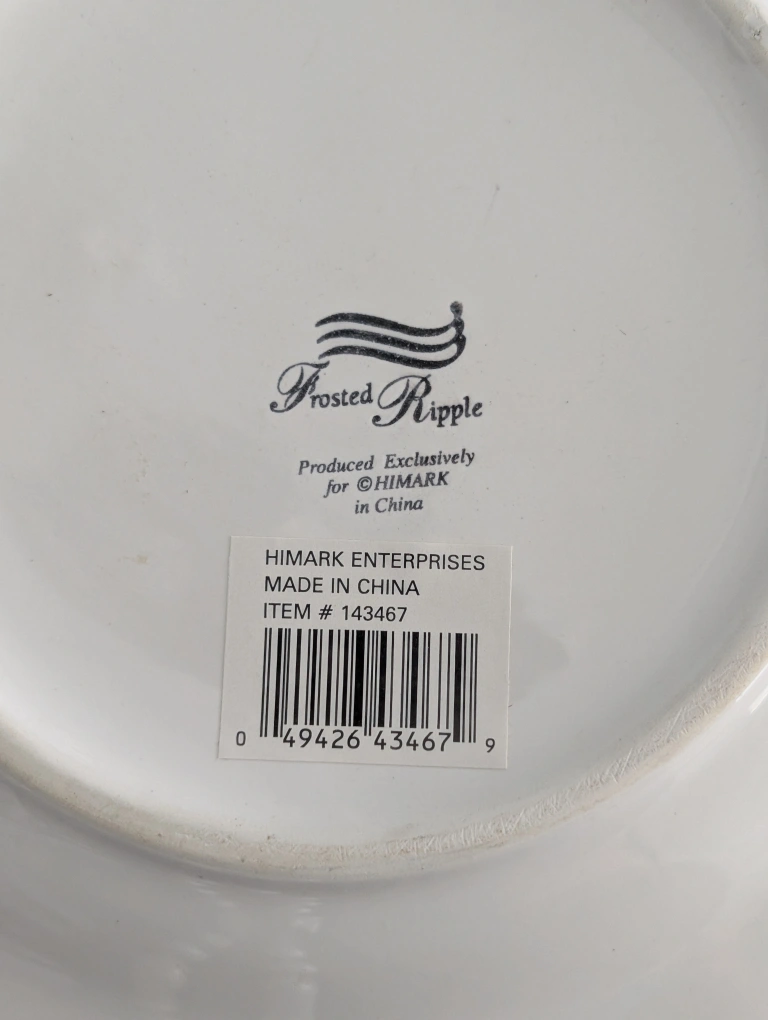 Frosted Ripple
Produced Exclusively
for ©HIMARK
in China
HIMARK ENTERPRISES
MADE IN CHINA
ITEM # 143467
0 49426 43467 9